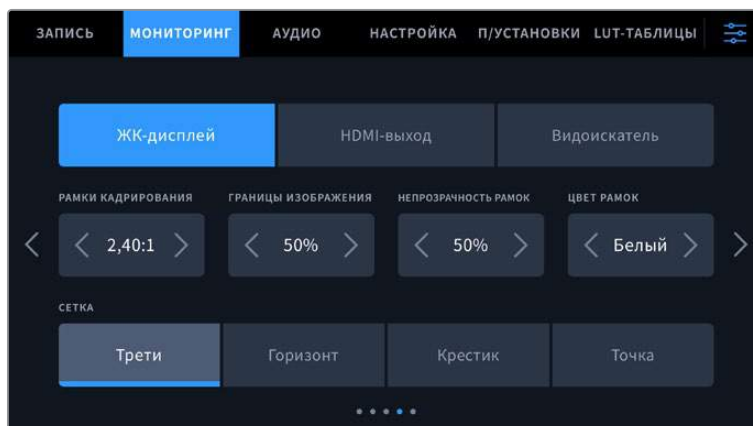 ЗАПИСЬ МОНИТОРИНГ АУДИО НАСТРОЙКА П/УСТАНОВКИ LUT-ТАБЛИЦЫ
ЖК-дисплей HDMI-выход Видоискатель
РАМКИ КАДРИРОВАНИЯ ГРАНИЦЫ ИЗОБРАЖЕНИЯ НЕПРОЗРАЧНОСТЬ РАМОК ЦВЕТ РАМОК
2,40:1 50% 50% Белый
СЕТКА
Трети Горизонт Крестик Точка